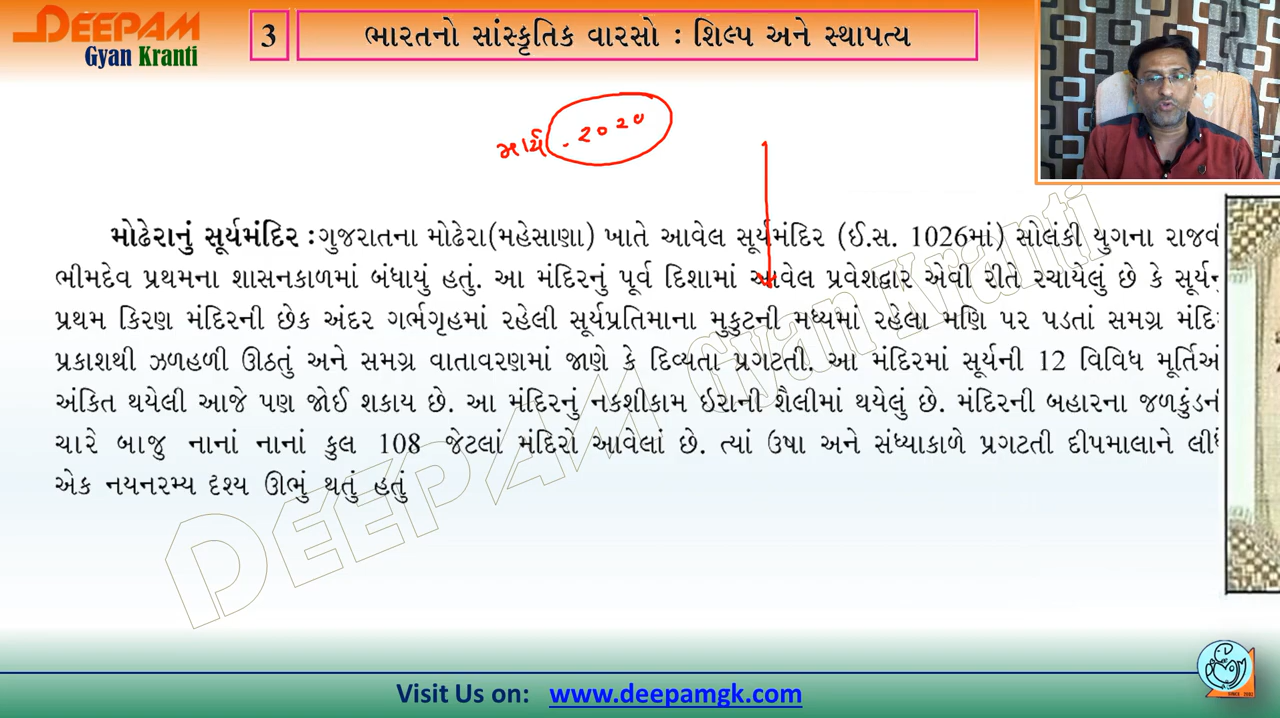 DEEPAM
Gyan Kranti
3
ભારતનો સાંસ્કૃતિક વારસો : શિલ્પ અને સ્થાપત્ય
માર્ચ - 2020
મોઢેરાનું સૂર્યમંદિર : ગુજરાતના મોઢેરા(મહેસાણા) ખાતે આવેલ સૂર્યમંદિર (ઈ.સ. 1026માં) સોલંકી યુગના
ભીમદેવ પ્રથમના શાસનકાળમાં બંધાયું હતું. આ મંદિરનું પૂર્વ દિશામાં આવેલ પ્રવેશદ્વાર એવી રીતે રચાયેલું છે કે
પ્રથમ કિરણ મંદિરની છેક અંદર ગર્ભગૃહમાં રહેલી સૂર્યપ્રતિમાના મુકુટની મધ્યમાં રહેલા મણિ પર પડતાં સમગ્ર
પ્રકાશથી ઝળહળી ઊઠતું અને સમગ્ર વાતાવરણમાં જાણે કે દિવ્યતા પ્રગટતી. આ મંદિરમાં સૂર્યની 12 વિવિધ
અંકિત થયેલી આજે પણ જોઈ શકાય છે. આ મંદિરનું નકશીકામ ઈરાની શૈલીમાં થયેલું છે. મંદિરની બહારના
ચારે બાજુ નાનાં નાનાં કુલ 108 જેટલાં મંદિરો આવેલાં છે. ત્યાં ઉષા અને સંધ્યાકાળે પ્રગટતી દીપમાલાને
એક નયનરમ્ય દૃશ્ય ઊભું થતું હતું
DEEPAM Gyan Kranti
Visit Us on: www.deepamgk.com